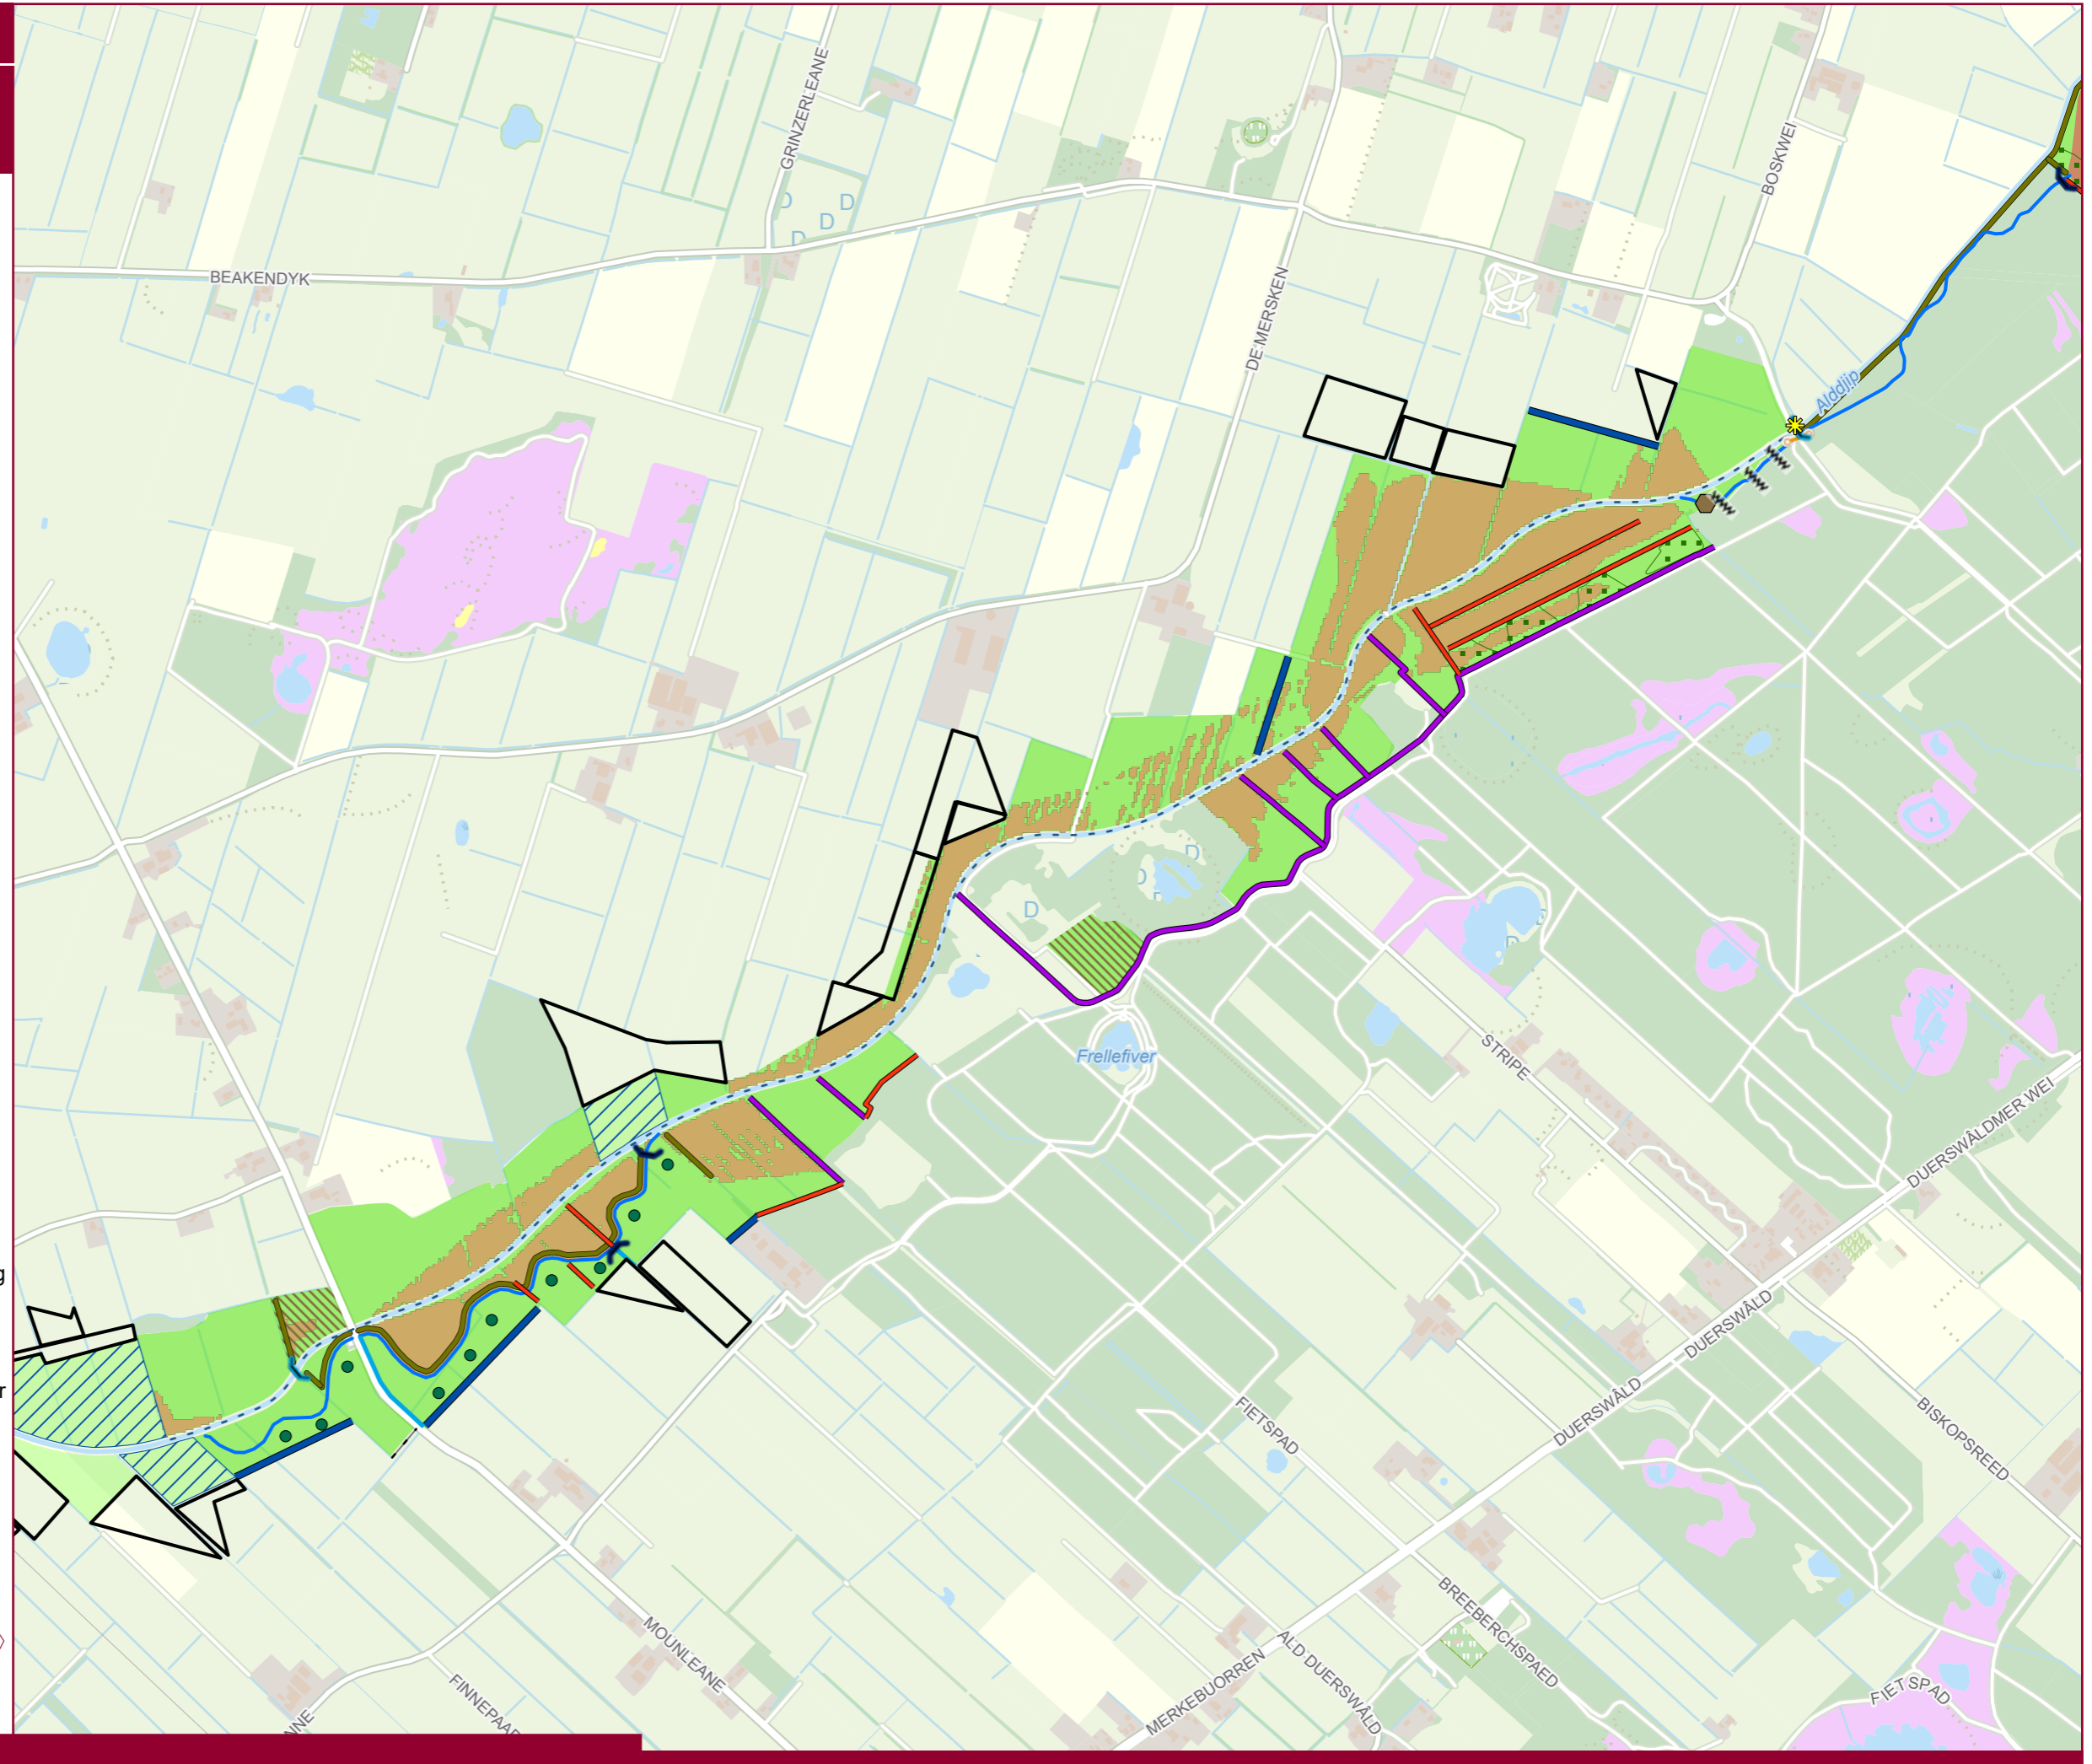 GRINZERLEANE
BOSKWEI
BEAKENDYK
DE MERSKEN
Alddjip
D
D
D
D
D
D
D
Frellefiver
STRIPE
DUERSWÂLDMER WEI
g
DUERSWÂLD
r
FIETSPAD
DUERSWÂLD
BISKOPSREED
BREEBERCHSPAED
MOUNLEANE
ALD DUERSWÂLD
MERKEBUORREN
FINNEPAAD
FIETSPAD
NNE